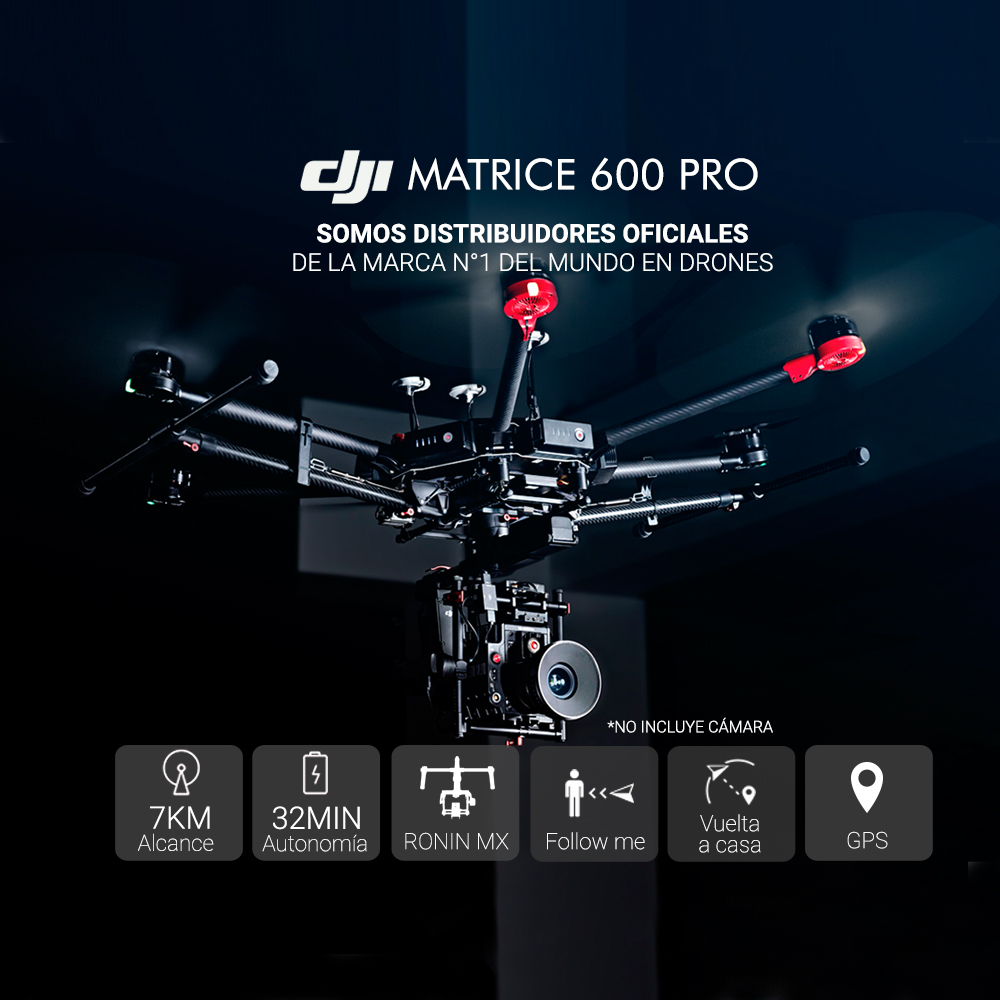 dji MATRICE 600 PRO
SOMOS DISTRIBUIDORES OFICIALES
DE LA MARCA N°1 DEL MUNDO EN DRONES
*NO INCLUYE CÁMARA
7KM
Alcance
32MIN
Autonomía
RONIN MX
Follow me
Vuelta
a casa
GPS